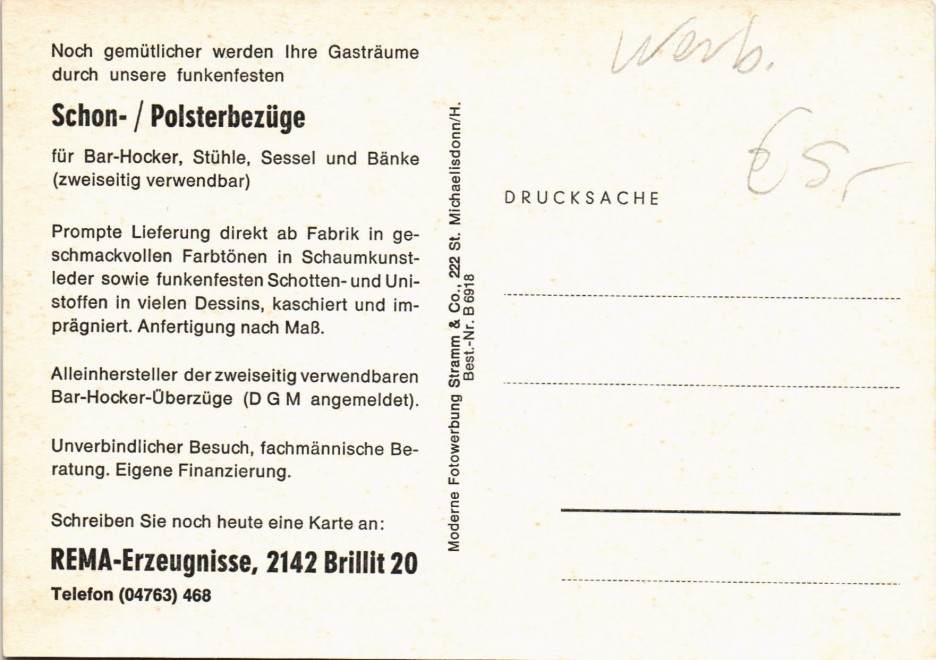 Noch gemütlicher werden Ihre Gasträume
durch unsere funkenfesten
Schon- / Polsterbezüge
für Bar-Hocker, Stühle, Sessel und Bänke
(zweiseitig verwendbar)
Prompte Lieferung direkt ab Fabrik in ge-
schmackvollen Farbtönen in Schaumkunst-
leder sowie funkenfesten Schotten- und Uni-
stoffen in vielen Dessins, kaschiert und im-
prägniert. Anfertigung nach Maß.
Alleinhersteller der zweiseitig verwendbaren
Bar-Hocker-Überzüge (D G M angemeldet).
Unverbindlicher Besuch, fachmännische Be-
ratung. Eigene Finanzierung.
Schreiben Sie noch heute eine Karte an:
REMA-Erzeugnisse, 2142 Brillit 20
Telefon (04763) 468
Moderne Fotowerbung Stramm & Co., 222 St. Michaelisdonn/H.
Best.-Nr. B 6918
Werb.
€ 5,-
DRUCKSACHE